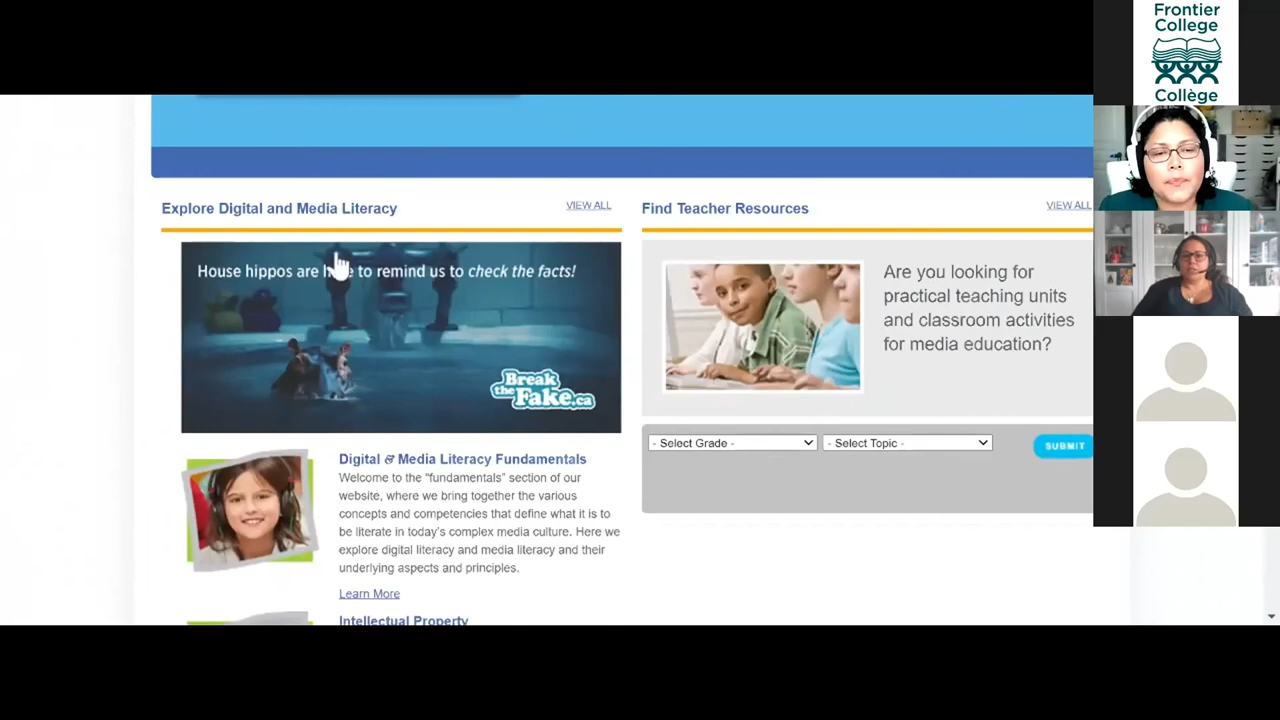 Frontier
College
Collège
Explore Digital and Media Literacy
VIEW ALL
House hippos are here to remind us to check the facts!
Break
the Fake.ca
Digital & Media Literacy Fundamentals
Welcome to the "fundamentals" section of our
website, where we bring together the various
concepts and competencies that define what it is to
be literate in today's complex media culture. Here we
explore digital literacy and media literacy and their
underlying aspects and principles.
Learn More
Intellectual Property
Find Teacher Resources
VIEW ALL
Are you looking for
practical teaching units
and classroom activities
for media education?
- Select Grade -
- Select Topic -
SUBMIT